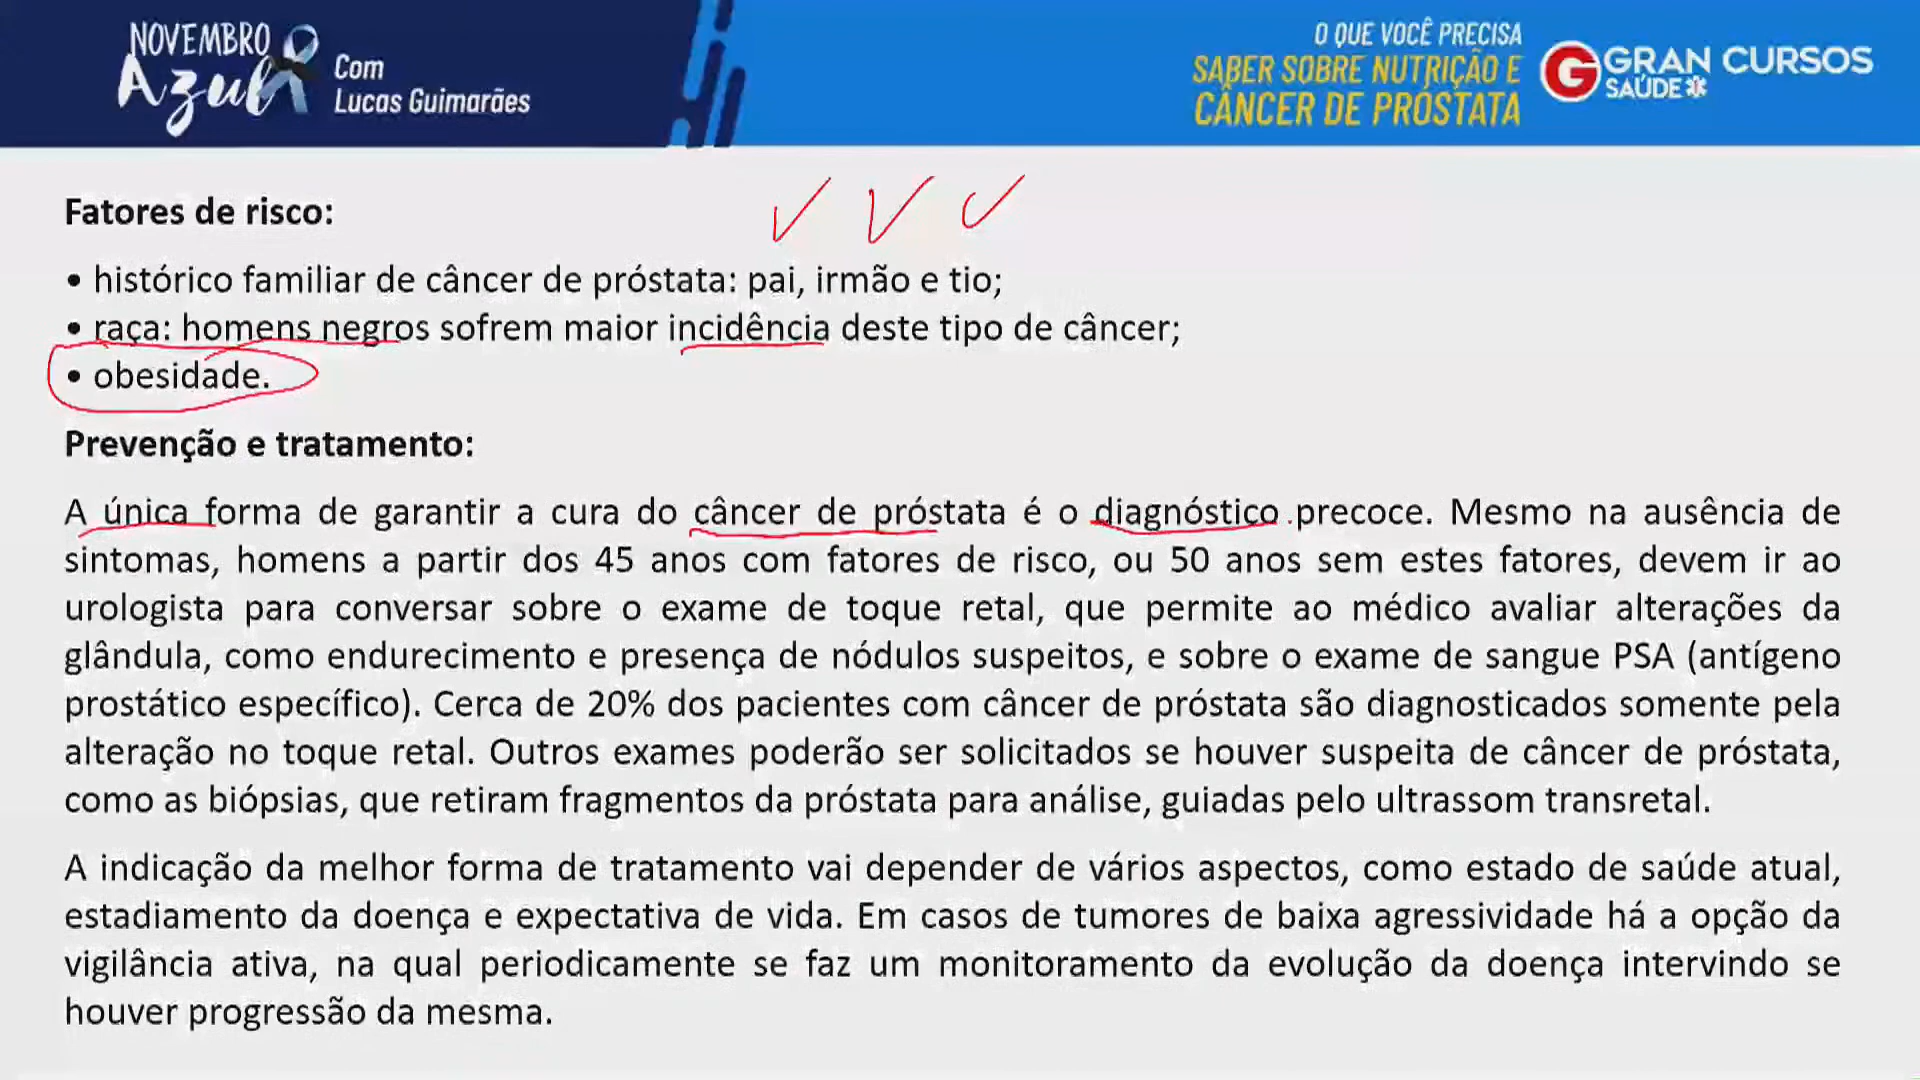 NOVEMBRO
Azul
Com
Lucas Guimarães
O QUE VOCÊ PRECISA
SABER SOBRE NUTRIÇÃO E
CÂNCER DE PRÓSTATA
G GRAN CURSOS
SAÚDE
Fatores de risco:
• histórico familiar de câncer de próstata: pai, irmão e tio;
• raça: homens negros sofrem maior incidência deste tipo de câncer;
• obesidade.
Prevenção e tratamento:
A única forma de garantir a cura do câncer de próstata é o diagnóstico precoce. Mesmo na ausência de
sintomas, homens a partir dos 45 anos com fatores de risco, ou 50 anos sem estes fatores, devem ir ao
urologista para conversar sobre o exame de toque retal, que permite ao médico avaliar alterações da
glândula, como endurecimento e presença de nódulos suspeitos, e sobre o exame de sangue PSA (antígeno
prostático específico). Cerca de 20% dos pacientes com câncer de próstata são diagnosticados somente pela
alteração no toque retal. Outros exames poderão ser solicitados se houver suspeita de câncer de próstata,
como as biópsias, que retiram fragmentos da próstata para análise, guiadas pelo ultrassom transretal.
A indicação da melhor forma de tratamento vai depender de vários aspectos, como estado de saúde atual,
estadiamento da doença e expectativa de vida. Em casos de tumores de baixa agressividade há a opção da
vigilância ativa, na qual periodicamente se faz um monitoramento da evolução da doença intervindo se
houver progressão da mesma.